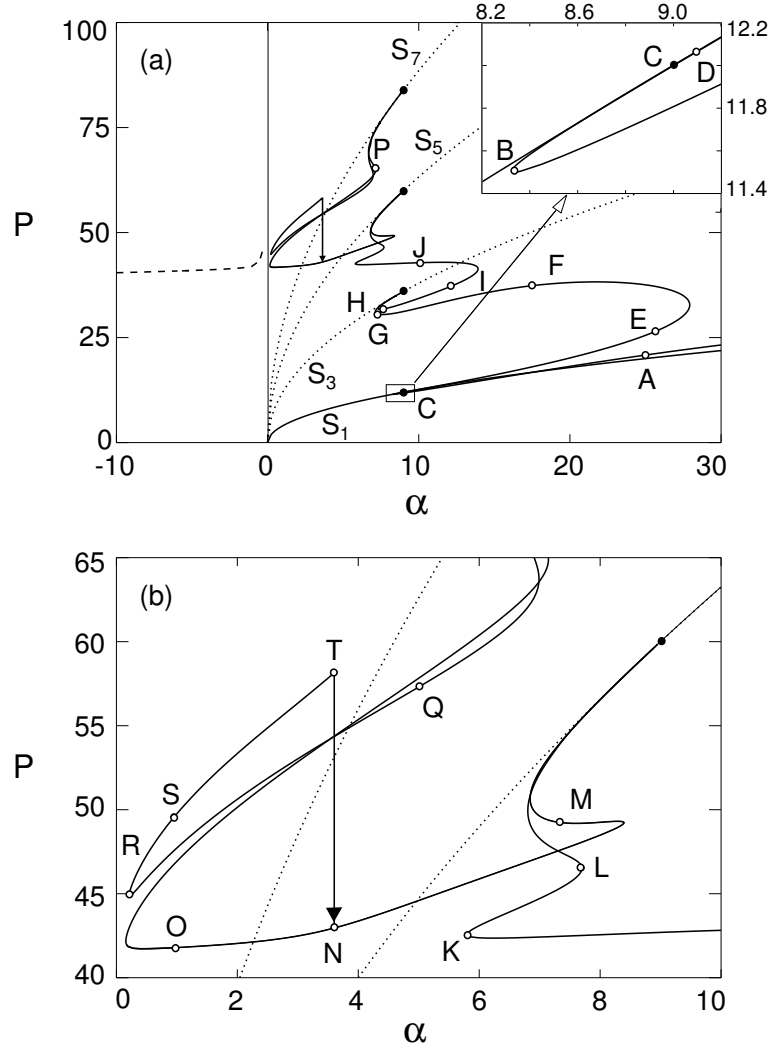 8.2 8.6 9.0
100 (a) S7 12.2
C D
75 P S5 11.8
B
11.4
P 50 J
F
H I
25 G E
S3 A
C
0 S1
-10 0 10 20 30
α
65
(b)
60 T
P 55 Q
50 S M
R L
45 O
N K
40
0 2 4 6 8 10
α